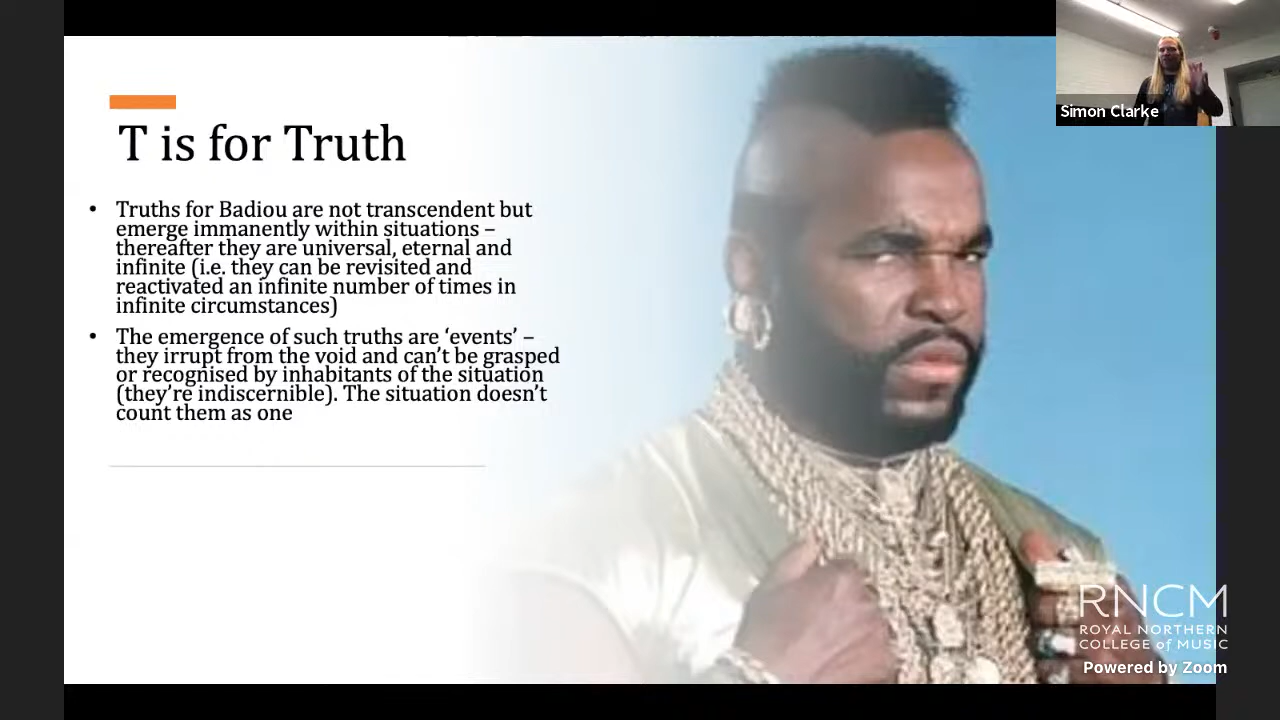 Simon Clarke
T is for Truth
• Truths for Badiou are not transcendent but
emerge immanently within situations –
thereafter they are universal, eternal and
infinite (i.e. they can be revisited and
reactivated an infinite number of times in
infinite circumstances)
• The emergence of such truths are ‘events’ –
they irrupt from the void and can’t be grasped
or recognised by inhabitants of the situation
(they’re indiscernible). The situation doesn’t
count them as one
RNCM
ROYAL NORTHERN
COLLEGE of MUSIC
Powered by Zoom